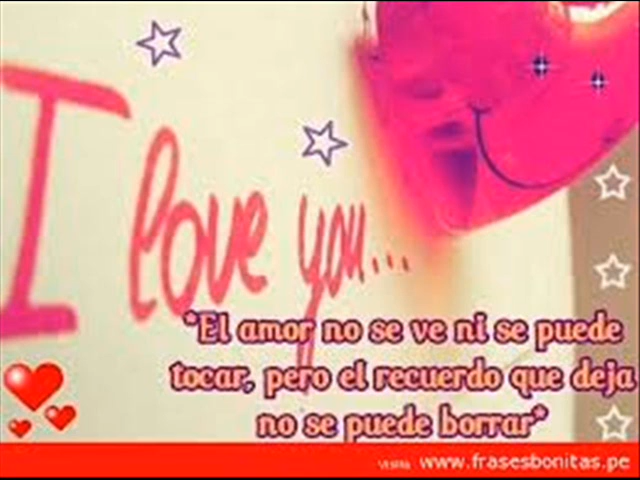 I love you...
"El amor no se ve ni se puede
tocar, pero el recuerdo que deja
no se puede borrar"
VISITA: www.frasesbonitas.pe